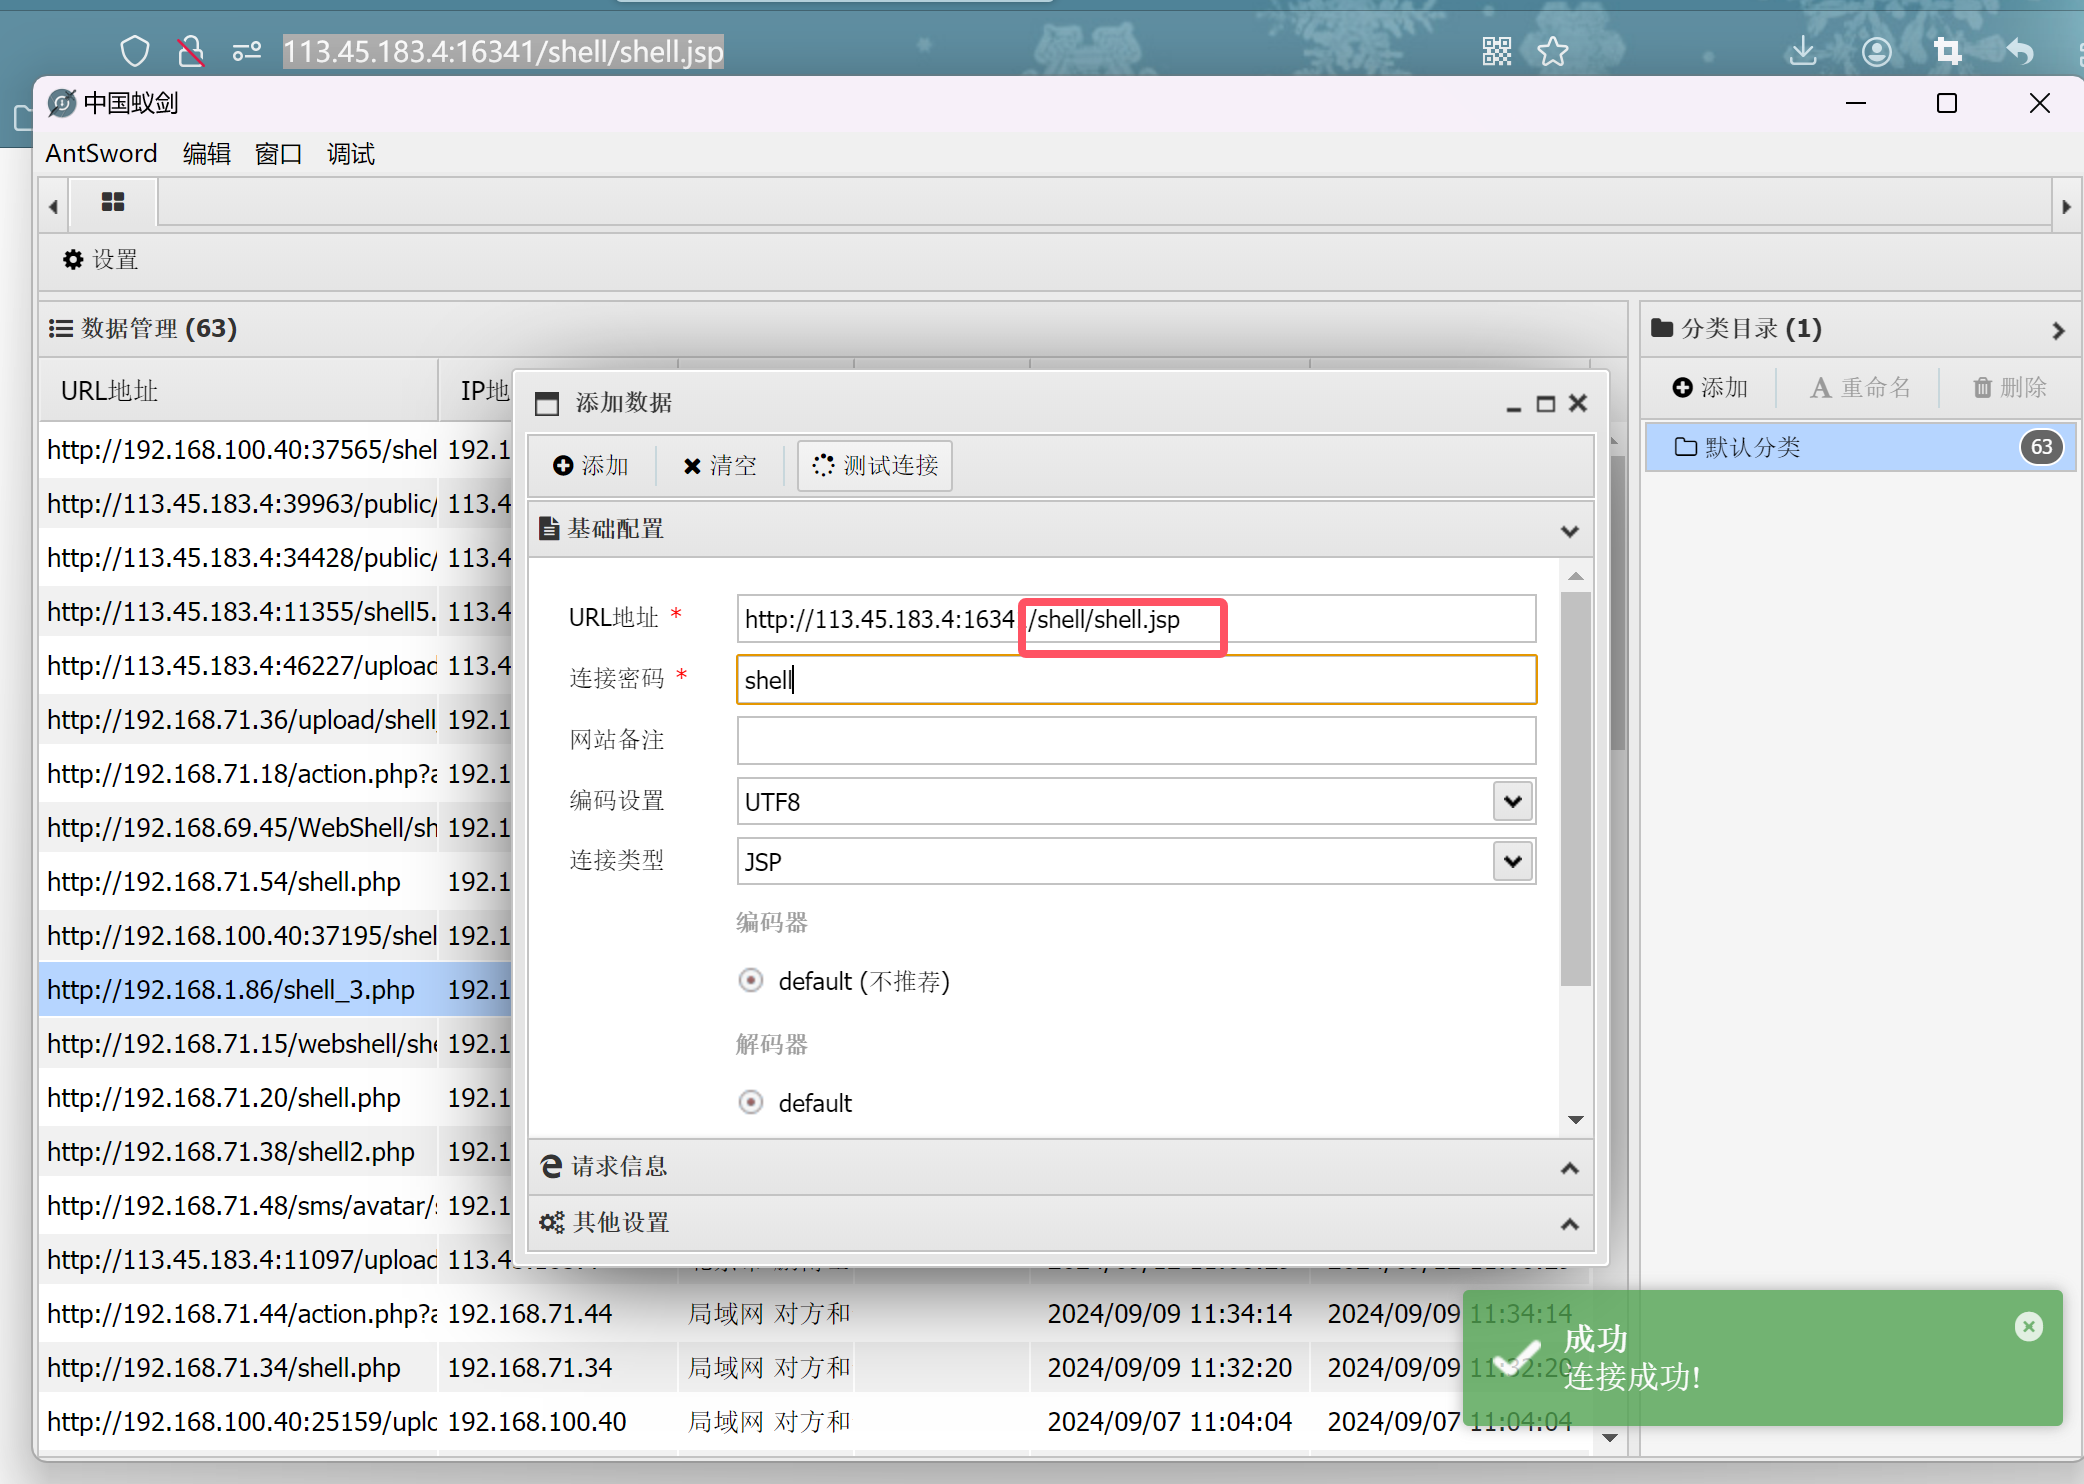 113.45.183.4:16341/shell/shell.jsp
中国蚁剑
AntSword 编辑 窗口 调试
设置
数据管理 (63)
分类目录 (1)
URL地址
IP地
添加 重命名 删除
默认分类 63
添加数据
添加 清空 测试连接
基础配置
URL地址 * http://113.45.183.4:1634 /shell/shell.jsp
连接密码 * shell
网站备注
编码设置 UTF8
连接类型 JSP
编码器
default (不推荐)
解码器
default
请求信息
其他设置
http://192.168.100.40:37565/shel 192.1
http://113.45.183.4:39963/public/ 113.4
http://113.45.183.4:34428/public/ 113.4
http://113.45.183.4:11355/shell5. 113.4
http://113.45.183.4:46227/upload 113.4
http://192.168.71.36/upload/shell 192.1
http://192.168.71.18/action.php?a 192.1
http://192.168.69.45/WebShell/sh 192.1
http://192.168.71.54/shell.php 192.1
http://192.168.100.40:37195/shel 192.1
http://192.168.1.86/shell_3.php 192.1
http://192.168.71.15/webshell/she 192.1
http://192.168.71.20/shell.php 192.1
http://192.168.71.38/shell2.php 192.1
http://192.168.71.48/sms/avatar/s 192.1
http://113.45.183.4:11097/upload 113.4
http://192.168.71.44/action.php?a 192.168.71.44 局域网 对方和 2024/09/09 11:34:14 2024/09/09 11:34:14
http://192.168.71.34/shell.php 192.168.71.34 局域网 对方和 2024/09/09 11:32:20 2024/09/09 11:32:20
http://192.168.100.40:25159/uplo 192.168.100.40 局域网 对方和 2024/09/07 11:04:04 2024/09/07 11:04:04
成功
连接成功!